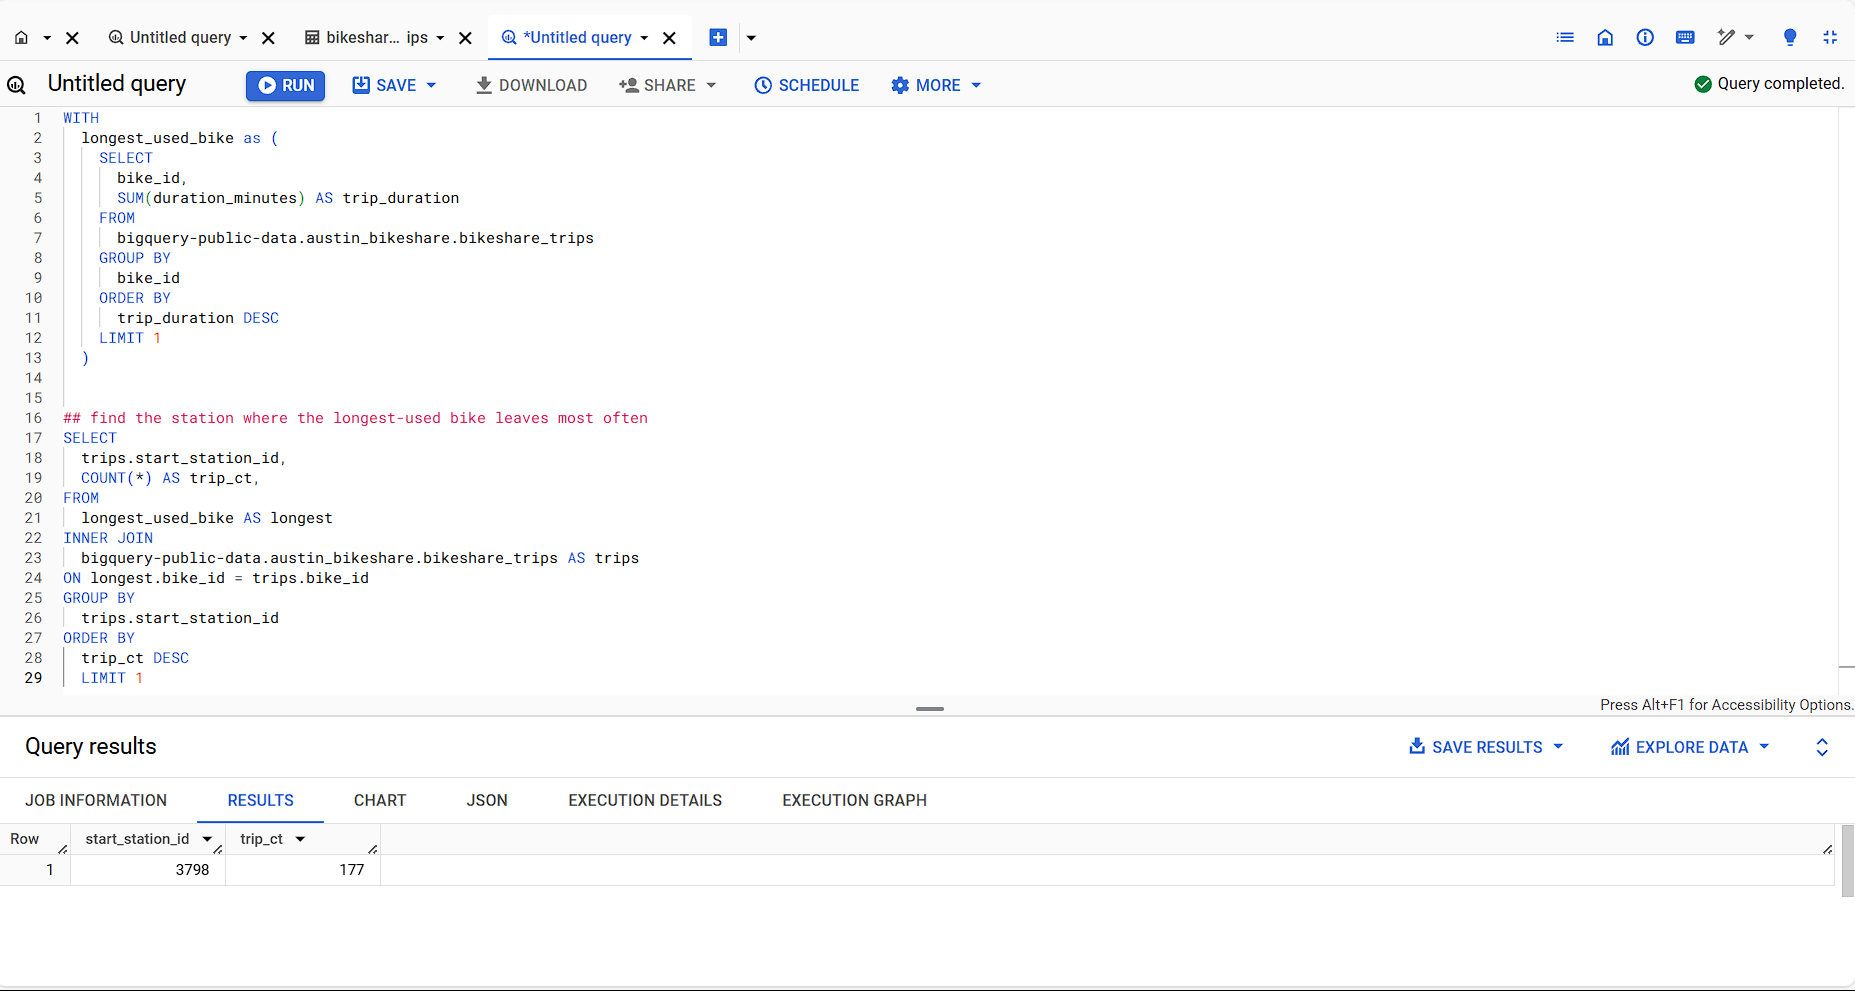 Untitled query
bikeshar... ips
*Untitled query
Untitled query
RUN
SAVE
DOWNLOAD
SHARE
SCHEDULE
MORE
Query completed.
1 WITH
2 longest_used_bike as (
3 SELECT
4 bike_id,
5 SUM(duration_minutes) AS trip_duration
6 FROM
7 bigquery-public-data.austin_bikeshare.bikeshare_trips
8 GROUP BY
9 bike_id
10 ORDER BY
11 trip_duration DESC
12 LIMIT 1
13 )
14
15
16 ## find the station where the longest-used bike leaves most often
17 SELECT
18 trips.start_station_id,
19 COUNT(*) AS trip_ct,
20 FROM
21 longest_used_bike AS longest
22 INNER JOIN
23 bigquery-public-data.austin_bikeshare.bikeshare_trips AS trips
24 ON longest.bike_id = trips.bike_id
25 GROUP BY
26 trips.start_station_id
27 ORDER BY
28 trip_ct DESC
29 LIMIT 1
Press Alt+F1 for Accessibility Options.
Query results
SAVE RESULTS
EXPLORE DATA
JOB INFORMATION
RESULTS
CHART
JSON
EXECUTION DETAILS
EXECUTION GRAPH
Row start_station_id trip_ct
1 3798 177